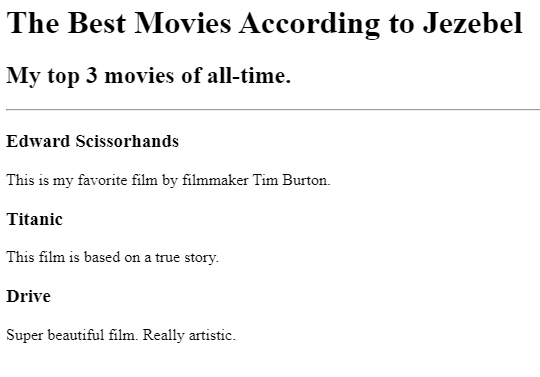 The Best Movies According to Jezebel
My top 3 movies of all-time.
Edward Scissorhands
This is my favorite film by filmmaker Tim Burton.
Titanic
This film is based on a true story.
Drive
Super beautiful film. Really artistic.